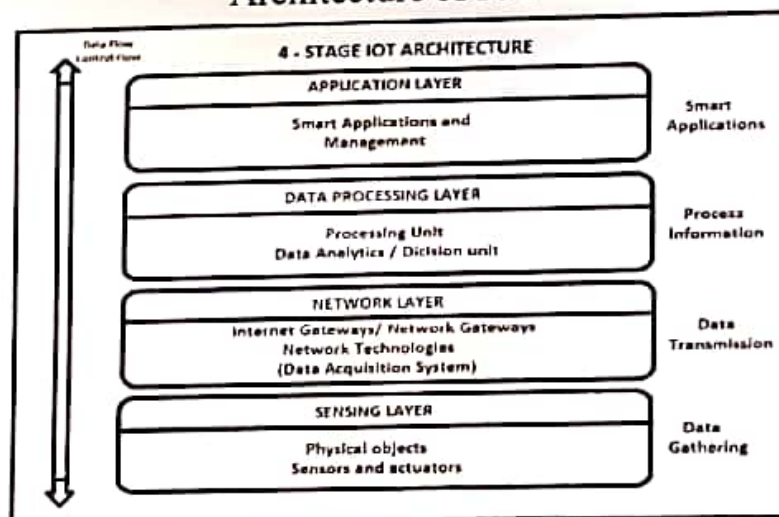 Architecture of
Data Flow
Control Flow
4 - STAGE IOT ARCHITECTURE
APPLICATION LAYER
Smart Applications and
Management
Smart
Applications
DATA PROCESSING LAYER
Processing Unit
Data Analytics / Dicision unit
Process
Information
NETWORK LAYER
Internet Gateways/ Network Gateways
Network Technologies
(Data Acquisition System)
Data
Transmission
SENSING LAYER
Physical objects
Sensors and actuators
Data
Gathering